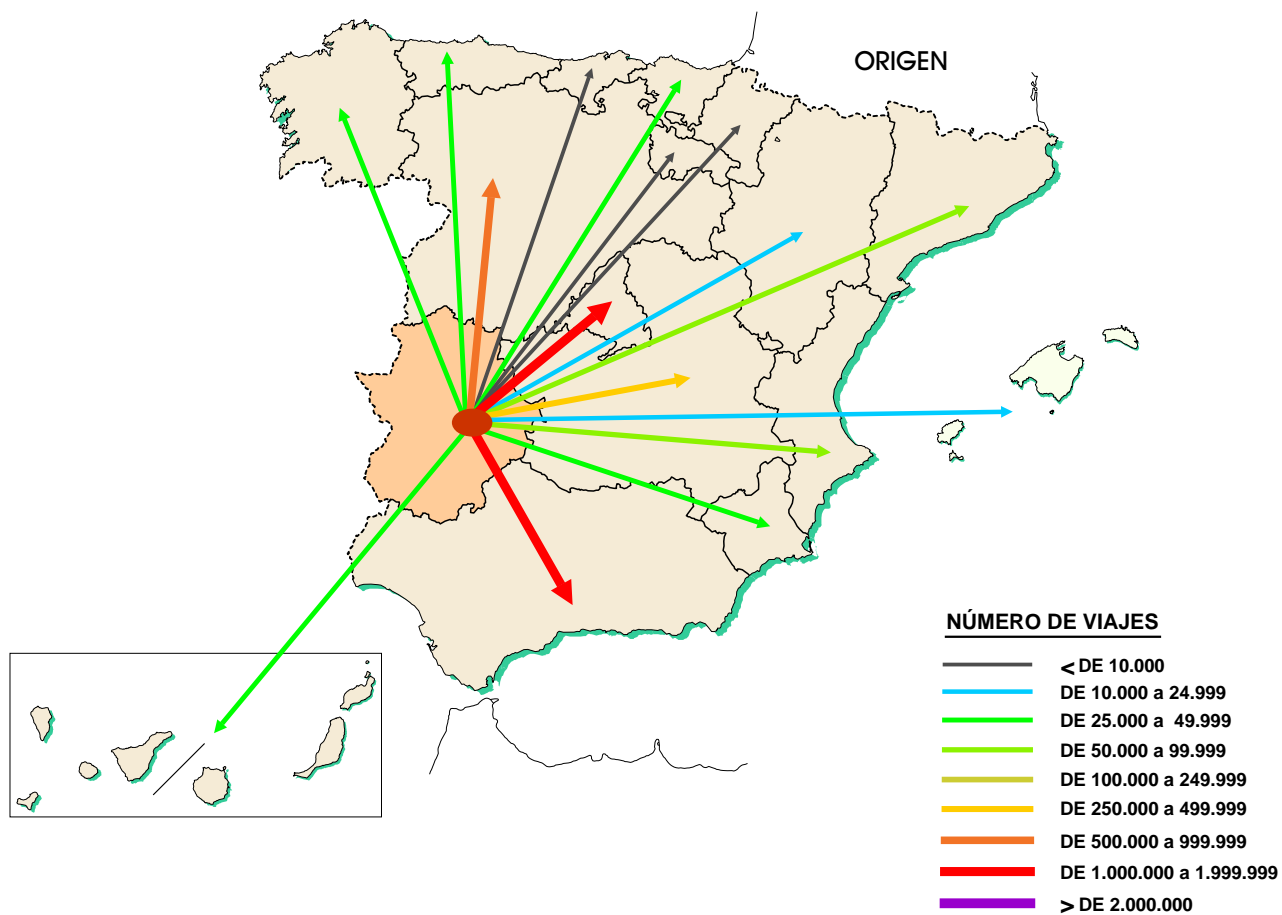 ORIGEN
NÚMERO DE VIAJES
< DE 10.000
DE 10.000 a 24.999
DE 25.000 a 49.999
DE 50.000 a 99.999
DE 100.000 a 249.999
DE 250.000 a 499.999
DE 500.000 a 999.999
DE 1.000.000 a 1.999.999
> DE 2.000.000